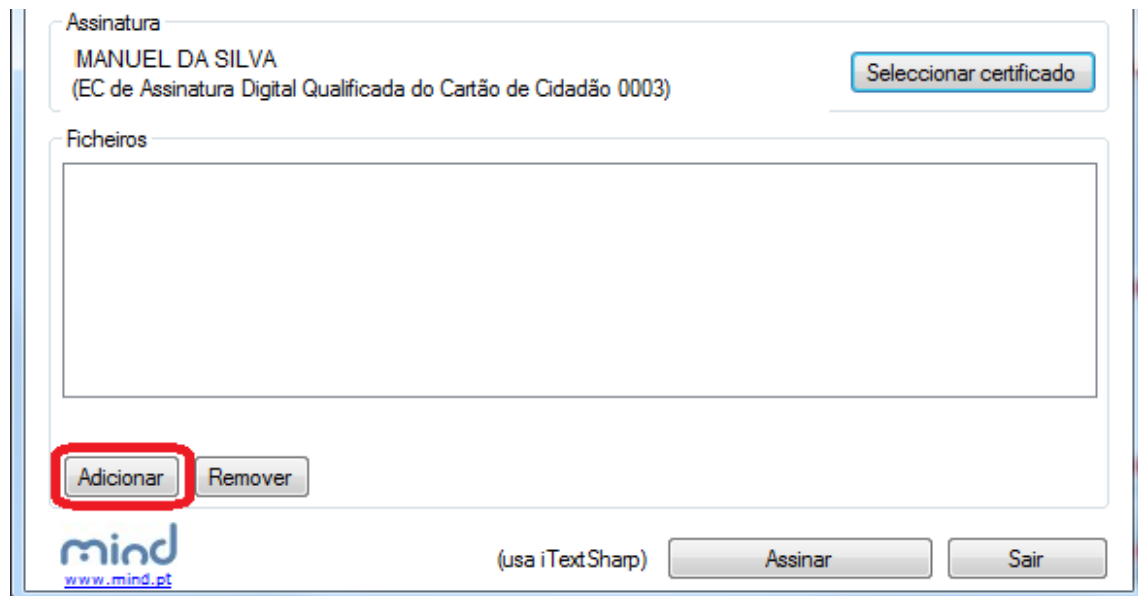 Assinatura
MANUEL DA SILVA
(EC de Assinatura Digital Qualificada do Cartão de Cidadão 0003)
Seleccionar certificado
Ficheiros
Adicionar
Remover
mind
www.mind.pt
(usa iTextSharp)
Assinar
Sair